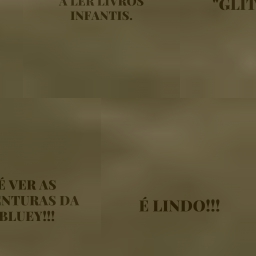 A LER LIVROS
INFANTIS.
"GLIT
É VER AS
NTURAS DA
BLUEY!!!
É LINDO!!!